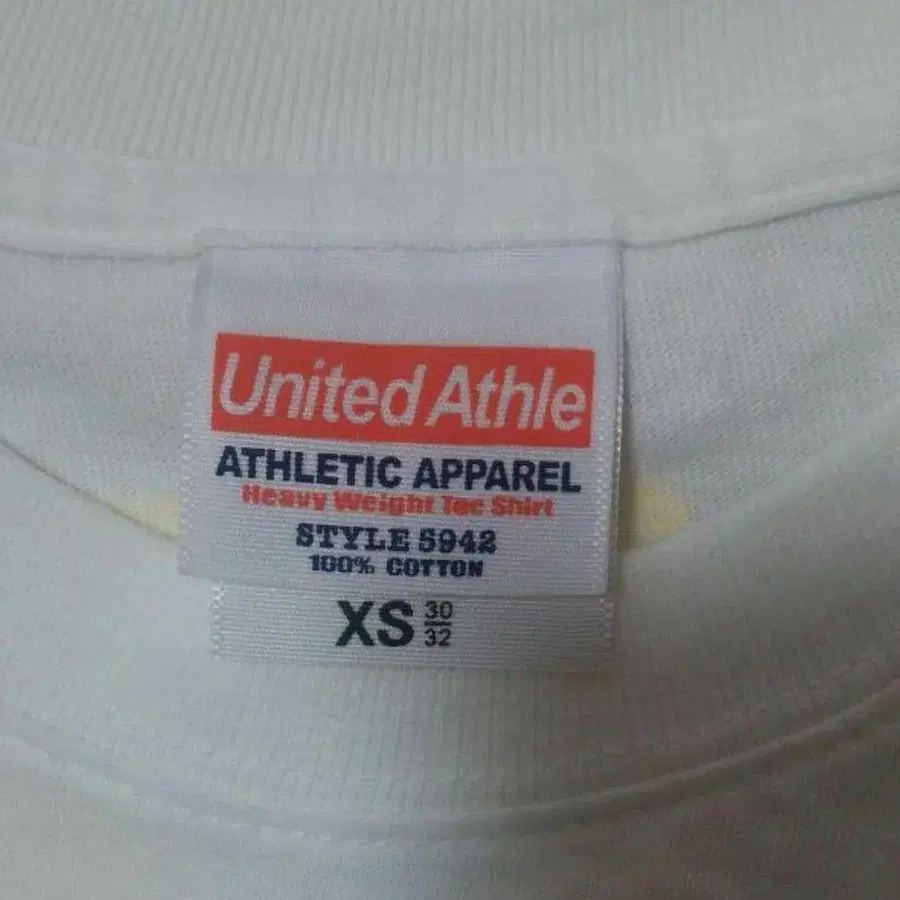 United Athle
ATHLETIC APPAREL
Heavy Weight Tee Shirt
STYLE 5942
100% COTTON
XS 30
32